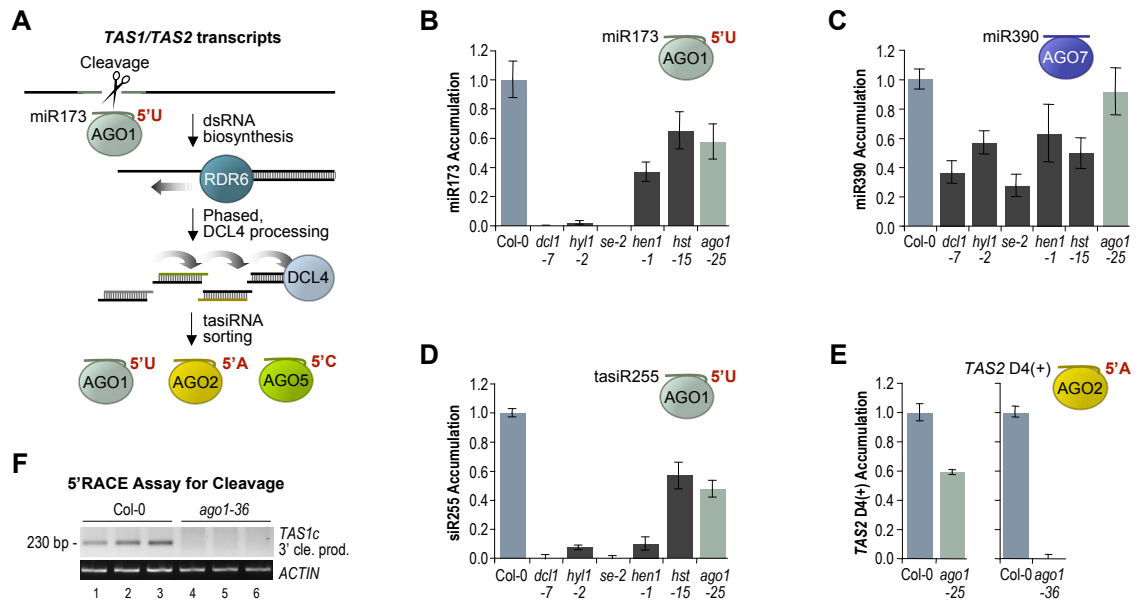 A
TAS1/TAS2 transcripts
Cleavage
miR173
5'U
AGO1
dsRNA
biosynthesis
RDR6
Phased,
DCL4 processing
DCL4
tasiRNA
sorting
5'U
5'A
5'C
AGO1
AGO2
AGO5
B
miR173
5'U
AGO1
miR173 Accumulation
1.2
1.0
0.8
0.6
0.4
0.2
0.0
Col-0 dcl1 hyl1 se-2 hen1 hst ago1
-7 -2 -1 -15 -25
C
miR390
AGO7
miR390 Accumulation
1.2
1.0
0.8
0.6
0.4
0.2
0.0
Col-0 dcl1 hyl1 se-2 hen1 hst ago1
-7 -2 -1 -15 -25
D
tasiR255
5'U
AGO1
siR255 Accumulation
1.2
1.0
0.8
0.6
0.4
0.2
0.0
Col-0 dcl1 hyl1 se-2 hen1 hst ago1
-7 -2 -1 -15 -25
E
TAS2 D4(+)
5'A
AGO2
TAS2 D4(+) Accumulation
1.2
1.0
0.8
0.6
0.4
0.2
0.0
Col-0 ago1
-25
Col-0 ago1
-36
F
5'RACE Assay for Cleavage
Col-0 ago1-36
230 bp -
TAS1c
3' cle. prod.
ACTIN
1 2 3 4 5 6